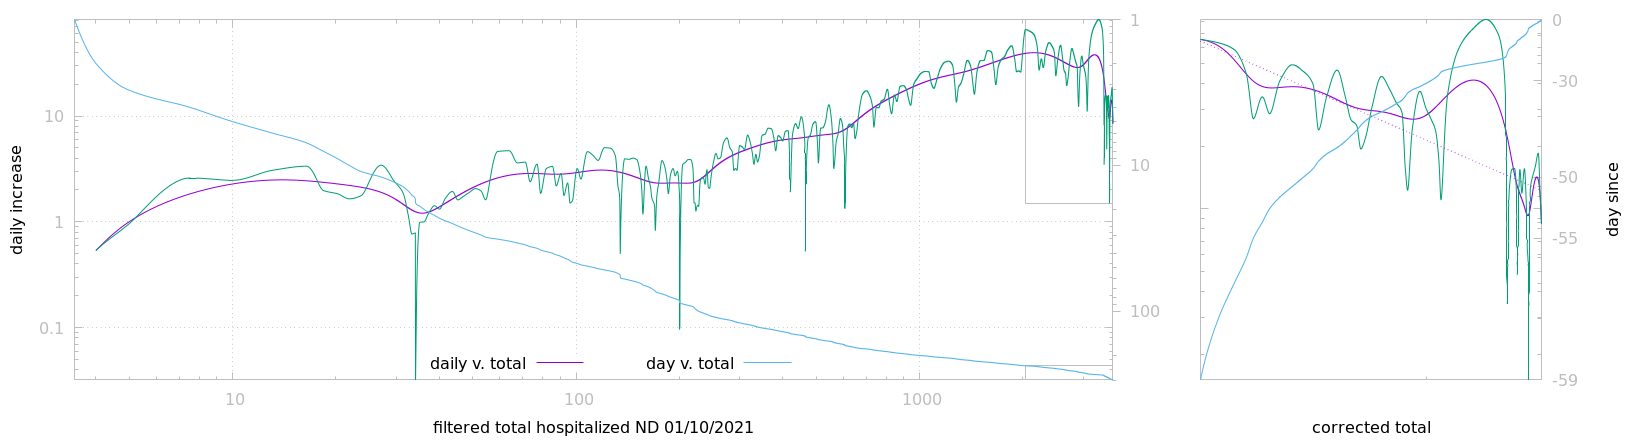 1
0
10
-30
daily increase
10
-50
day since
1
-55
100
0.1
daily v. total
day v. total
-59
10
100
1000
filtered total hospitalized ND 01/10/2021
corrected total